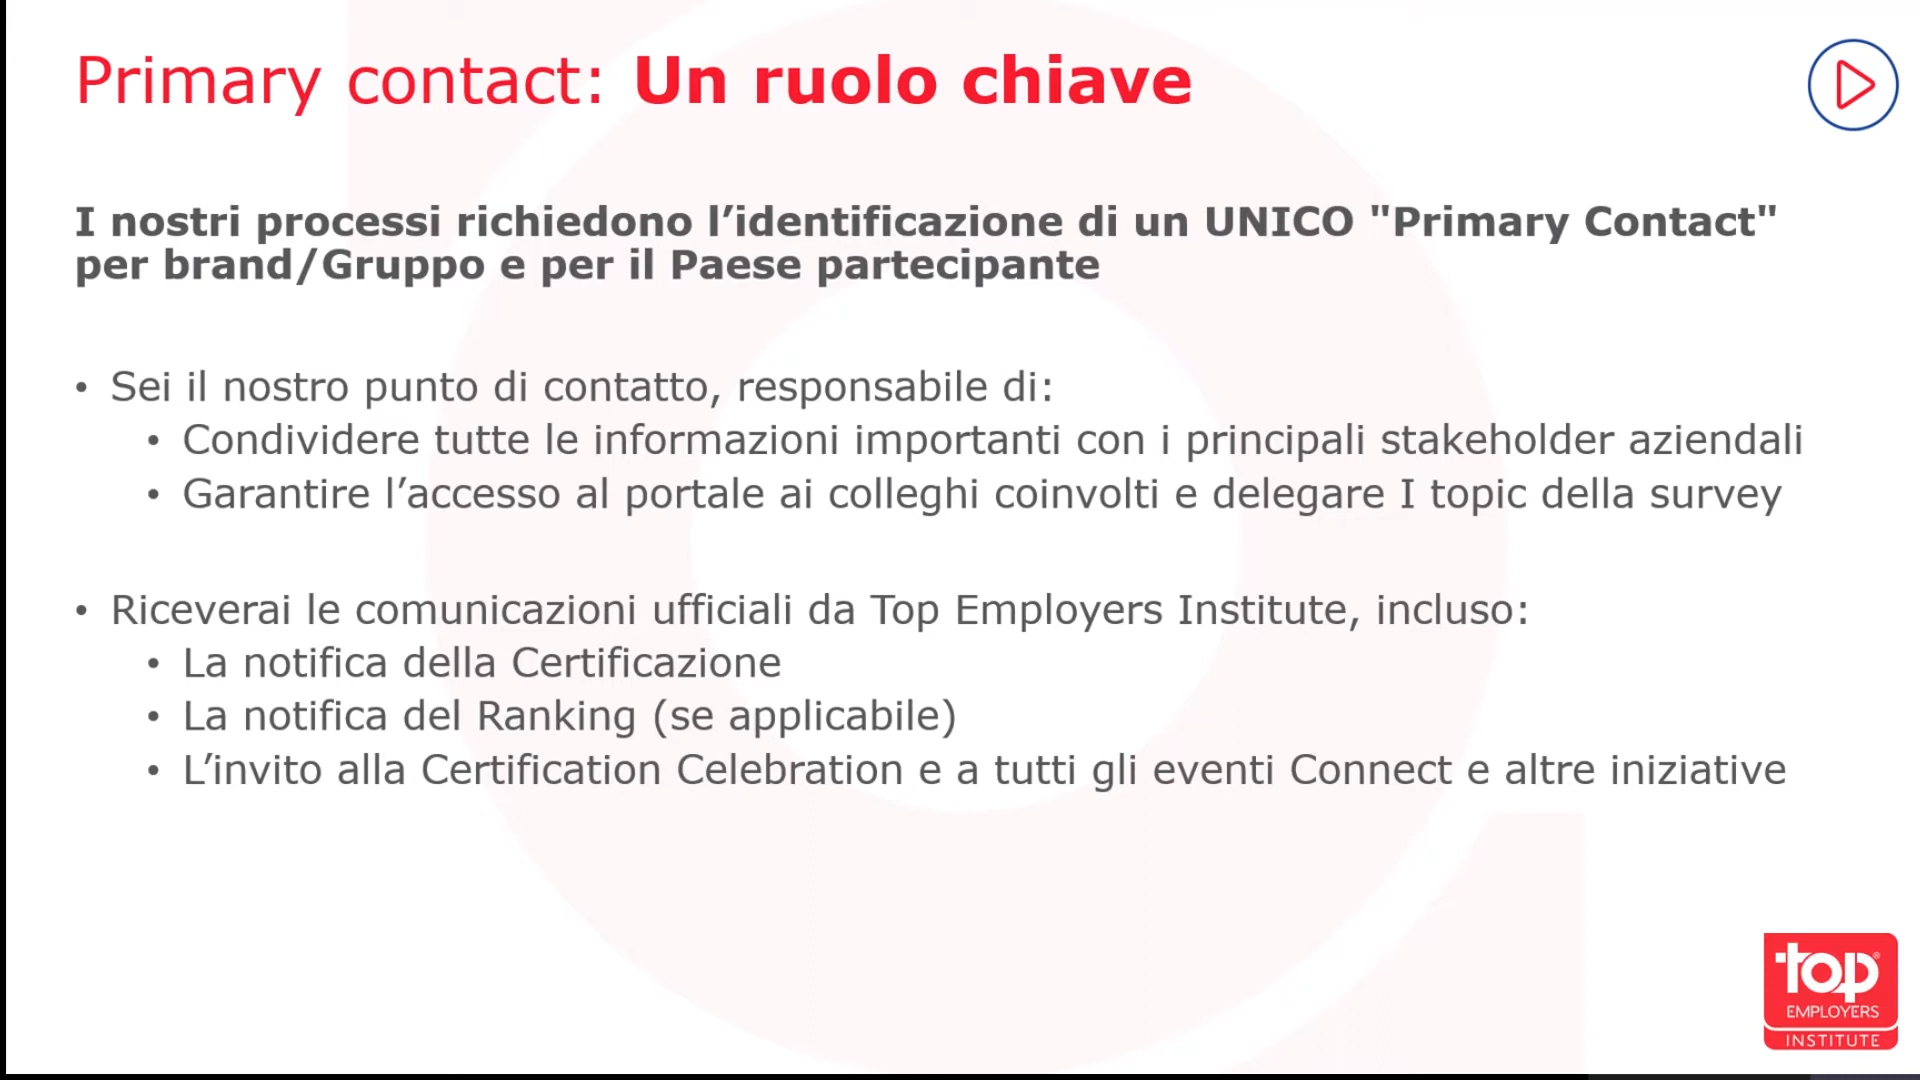 Primary contact: Un ruolo chiave
I nostri processi richiedono l’identificazione di un UNICO "Primary Contact"
per brand/Gruppo e per il Paese partecipante
• Sei il nostro punto di contatto, responsabile di:
• Condividere tutte le informazioni importanti con i principali stakeholder aziendali
• Garantire l’accesso al portale ai colleghi coinvolti e delegare I topic della survey
• Riceverai le comunicazioni ufficiali da Top Employers Institute, incluso:
• La notifica della Certificazione
• La notifica del Ranking (se applicabile)
• L’invito alla Certification Celebration e a tutti gli eventi Connect e altre iniziative
top®
EMPLOYERS
INSTITUTE